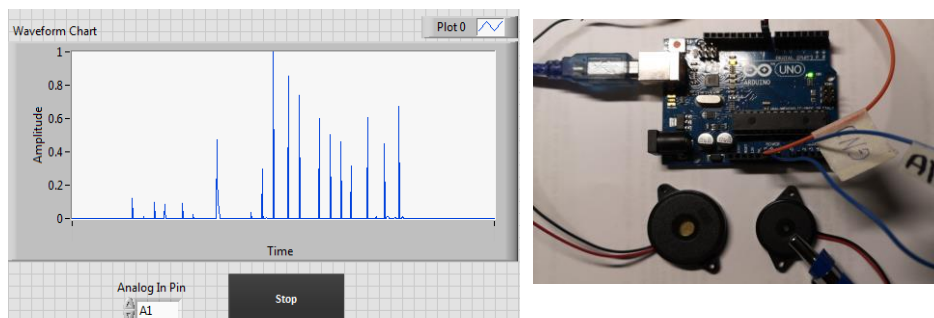 Waveform Chart
Plot 0
Amplitude
1
0.8
0.6
0.4
0.2
0
Time
Analog In Pin
A1
Stop
UNO
ARDUINO
GND
A1